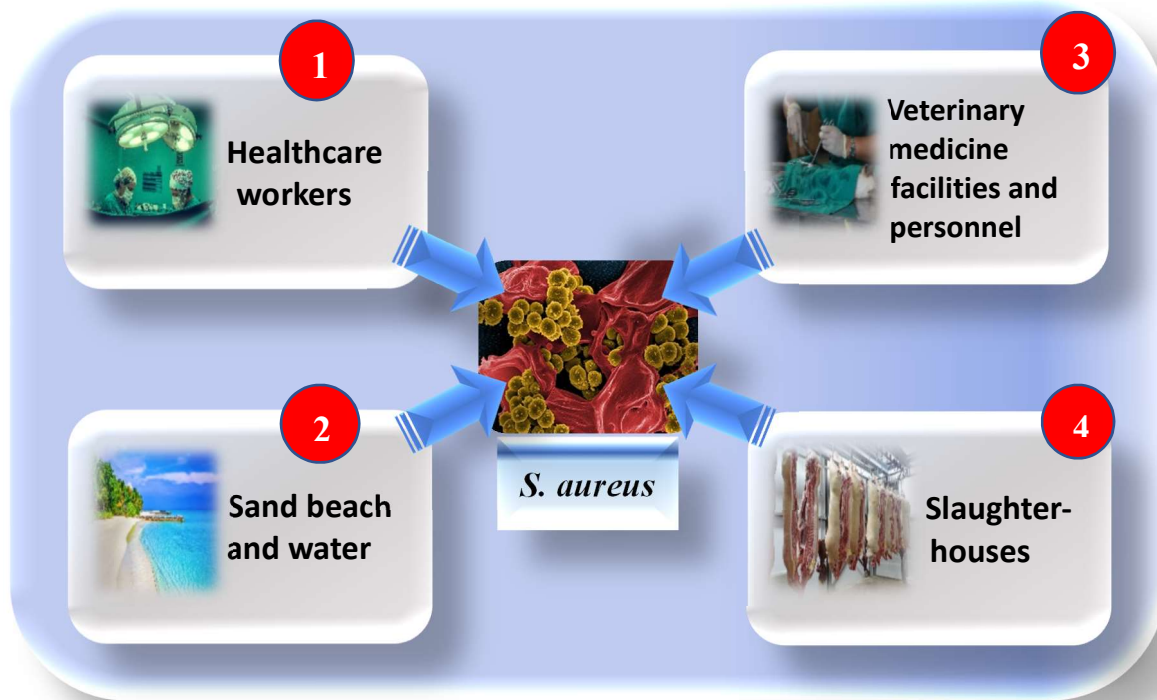 1
Healthcare
workers
2
Sand beach
and water
3
Veterinary
medicine
facilities and
personnel
4
Slaughter-
houses
S. aureus